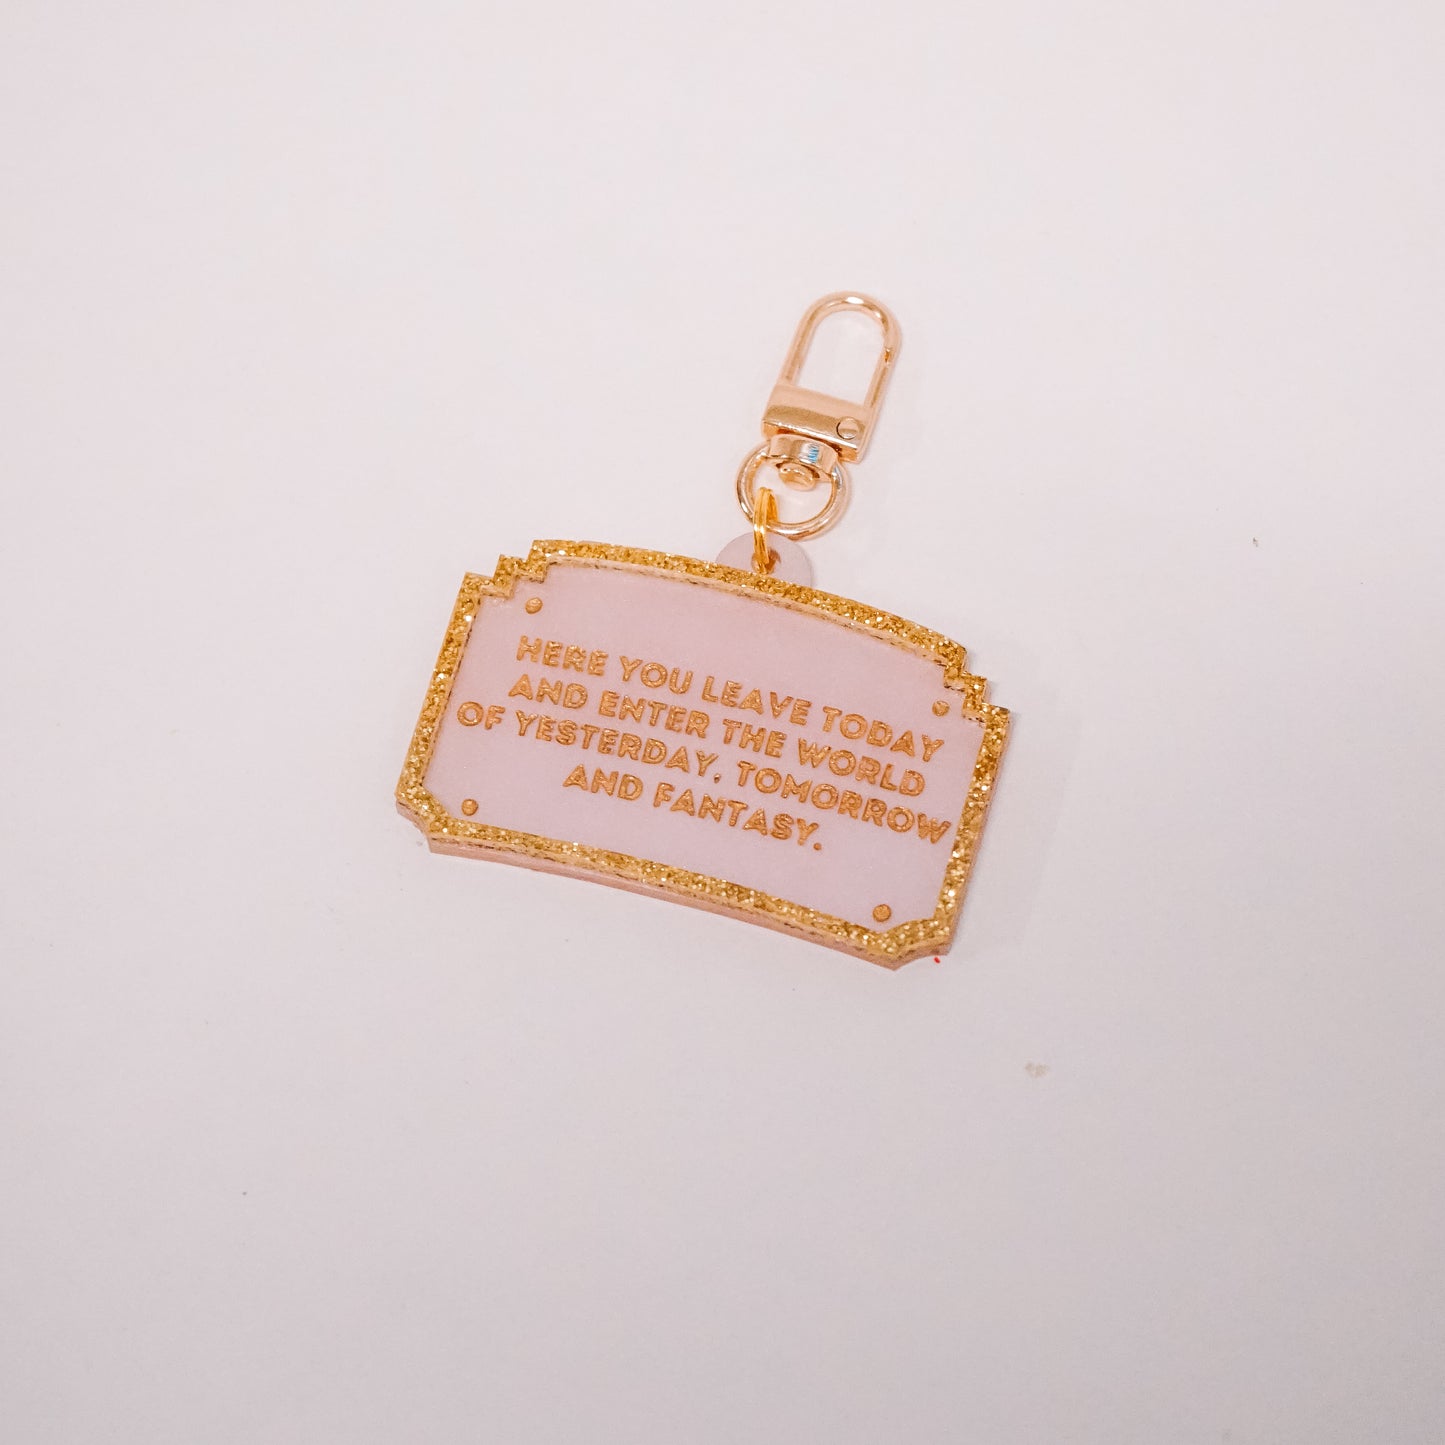 HERE YOU LEAVE TODAY
AND ENTER THE WORLD
OF YESTERDAY, TOMORROW
AND FANTASY.